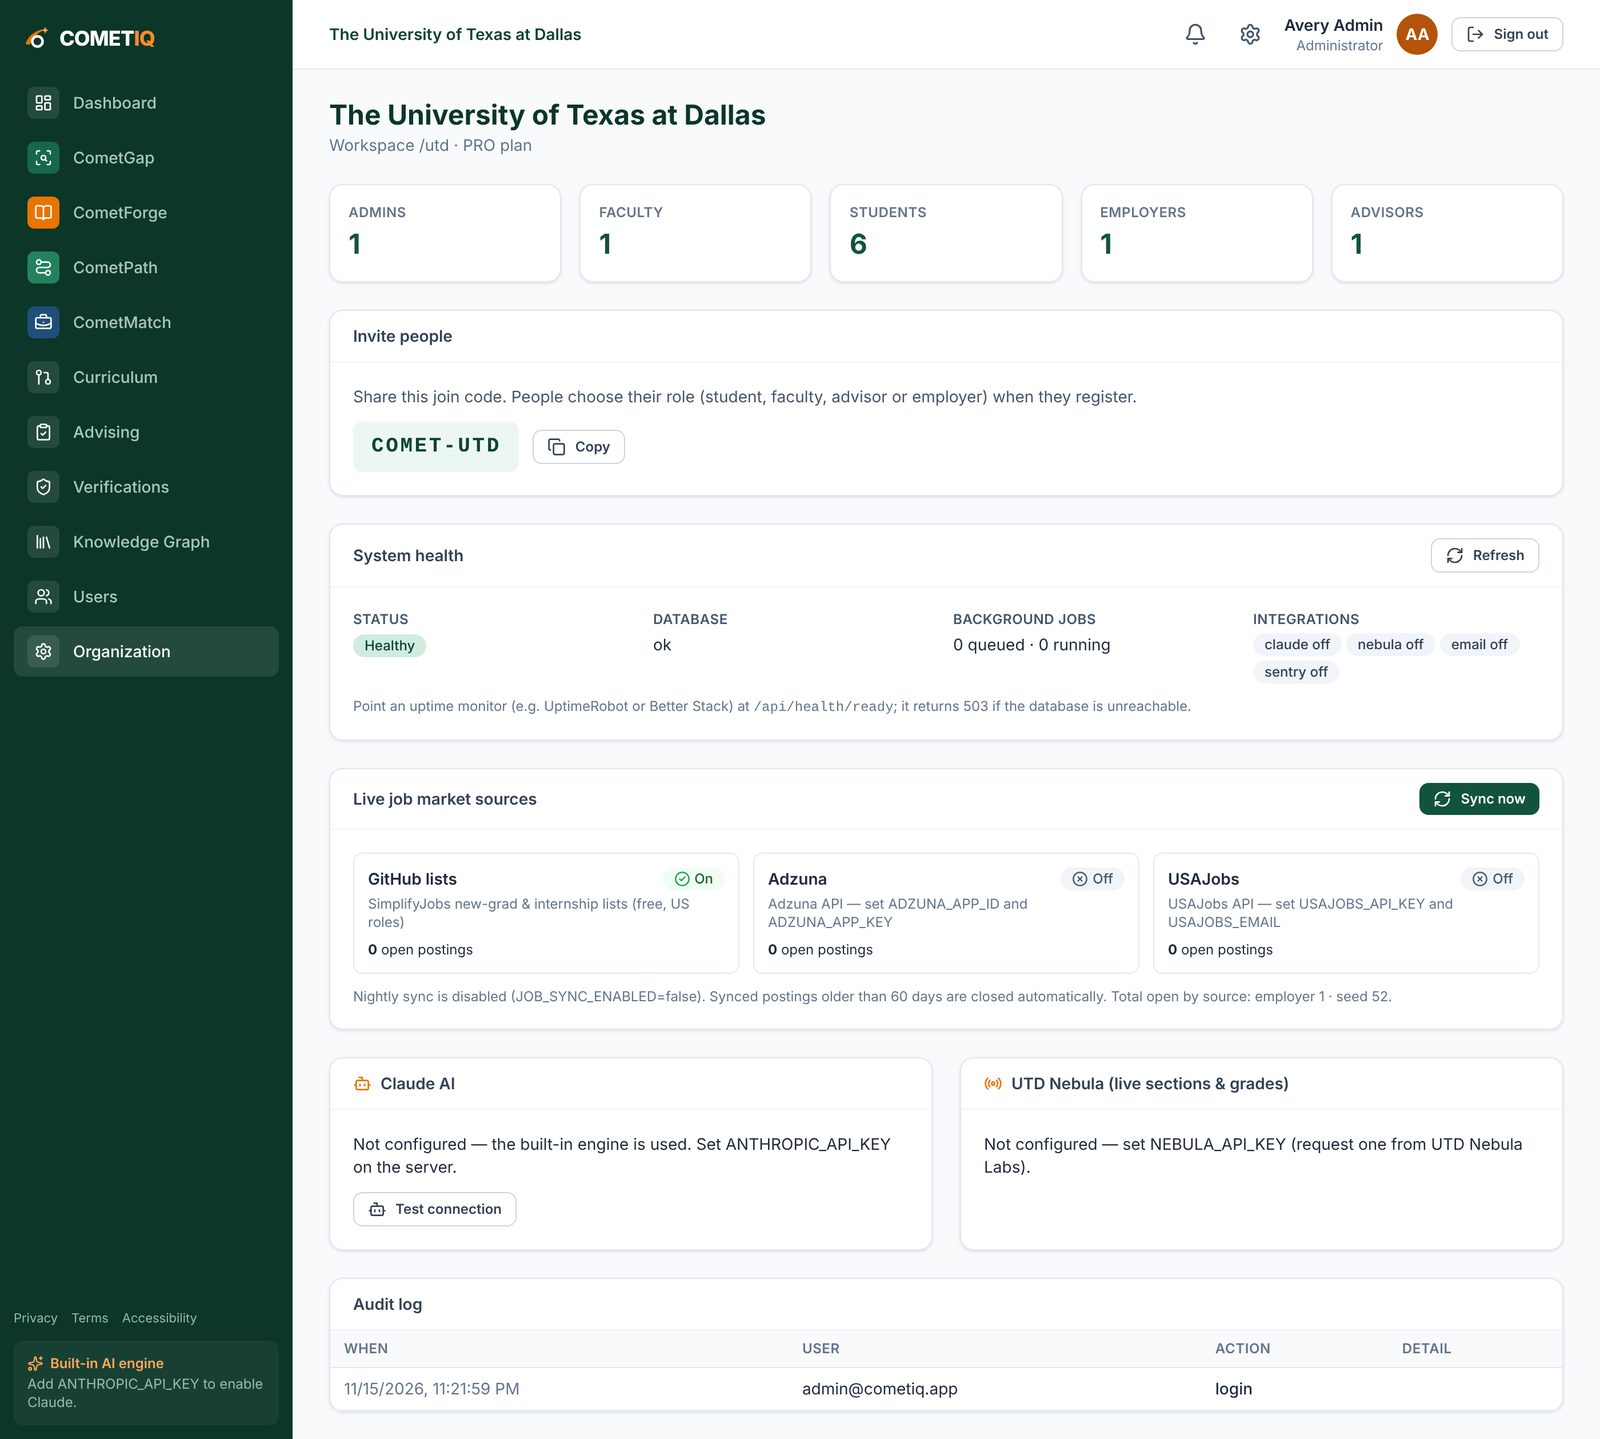 COMETIQ
Dashboard
CometGap
CometForge
CometPath
CometMatch
Curriculum
Advising
Verifications
Knowledge Graph
Users
Organization
Privacy Terms Accessibility
Built-in AI engine
Add ANTHROPIC_API_KEY to enable
Claude.
The University of Texas at Dallas
Avery Admin
Administrator
AA
Sign out
The University of Texas at Dallas
Workspace /utd · PRO plan
ADMINS
1
FACULTY
1
STUDENTS
6
EMPLOYERS
1
ADVISORS
1
Invite people
Share this join code. People choose their role (student, faculty, advisor or employer) when they register.
COMET-UTD
Copy
System health
Refresh
STATUS
Healthy
DATABASE
ok
BACKGROUND JOBS
0 queued · 0 running
INTEGRATIONS
claude off nebula off email off
sentry off
Point an uptime monitor (e.g. UptimeRobot or Better Stack) at /api/health/ready; it returns 503 if the database is unreachable.
Live job market sources
Sync now
GitHub lists
On
SimplifyJobs new-grad & internship lists (free, US
roles)
0 open postings
Adzuna
Off
Adzuna API — set ADZUNA_APP_ID and
ADZUNA_APP_KEY
0 open postings
USAJobs
Off
USAJobs API — set USAJOBS_API_KEY and
USAJOBS_EMAIL
0 open postings
Nightly sync is disabled (JOB_SYNC_ENABLED=false). Synced postings older than 60 days are closed automatically. Total open by source: employer 1 · seed 52.
Claude AI
Not configured — the built-in engine is used. Set ANTHROPIC_API_KEY
on the server.
Test connection
UTD Nebula (live sections & grades)
Not configured — set NEBULA_API_KEY (request one from UTD Nebula
Labs).
Audit log
WHEN USER ACTION DETAIL
11/15/2026, 11:21:59 PM admin@cometiq.app login